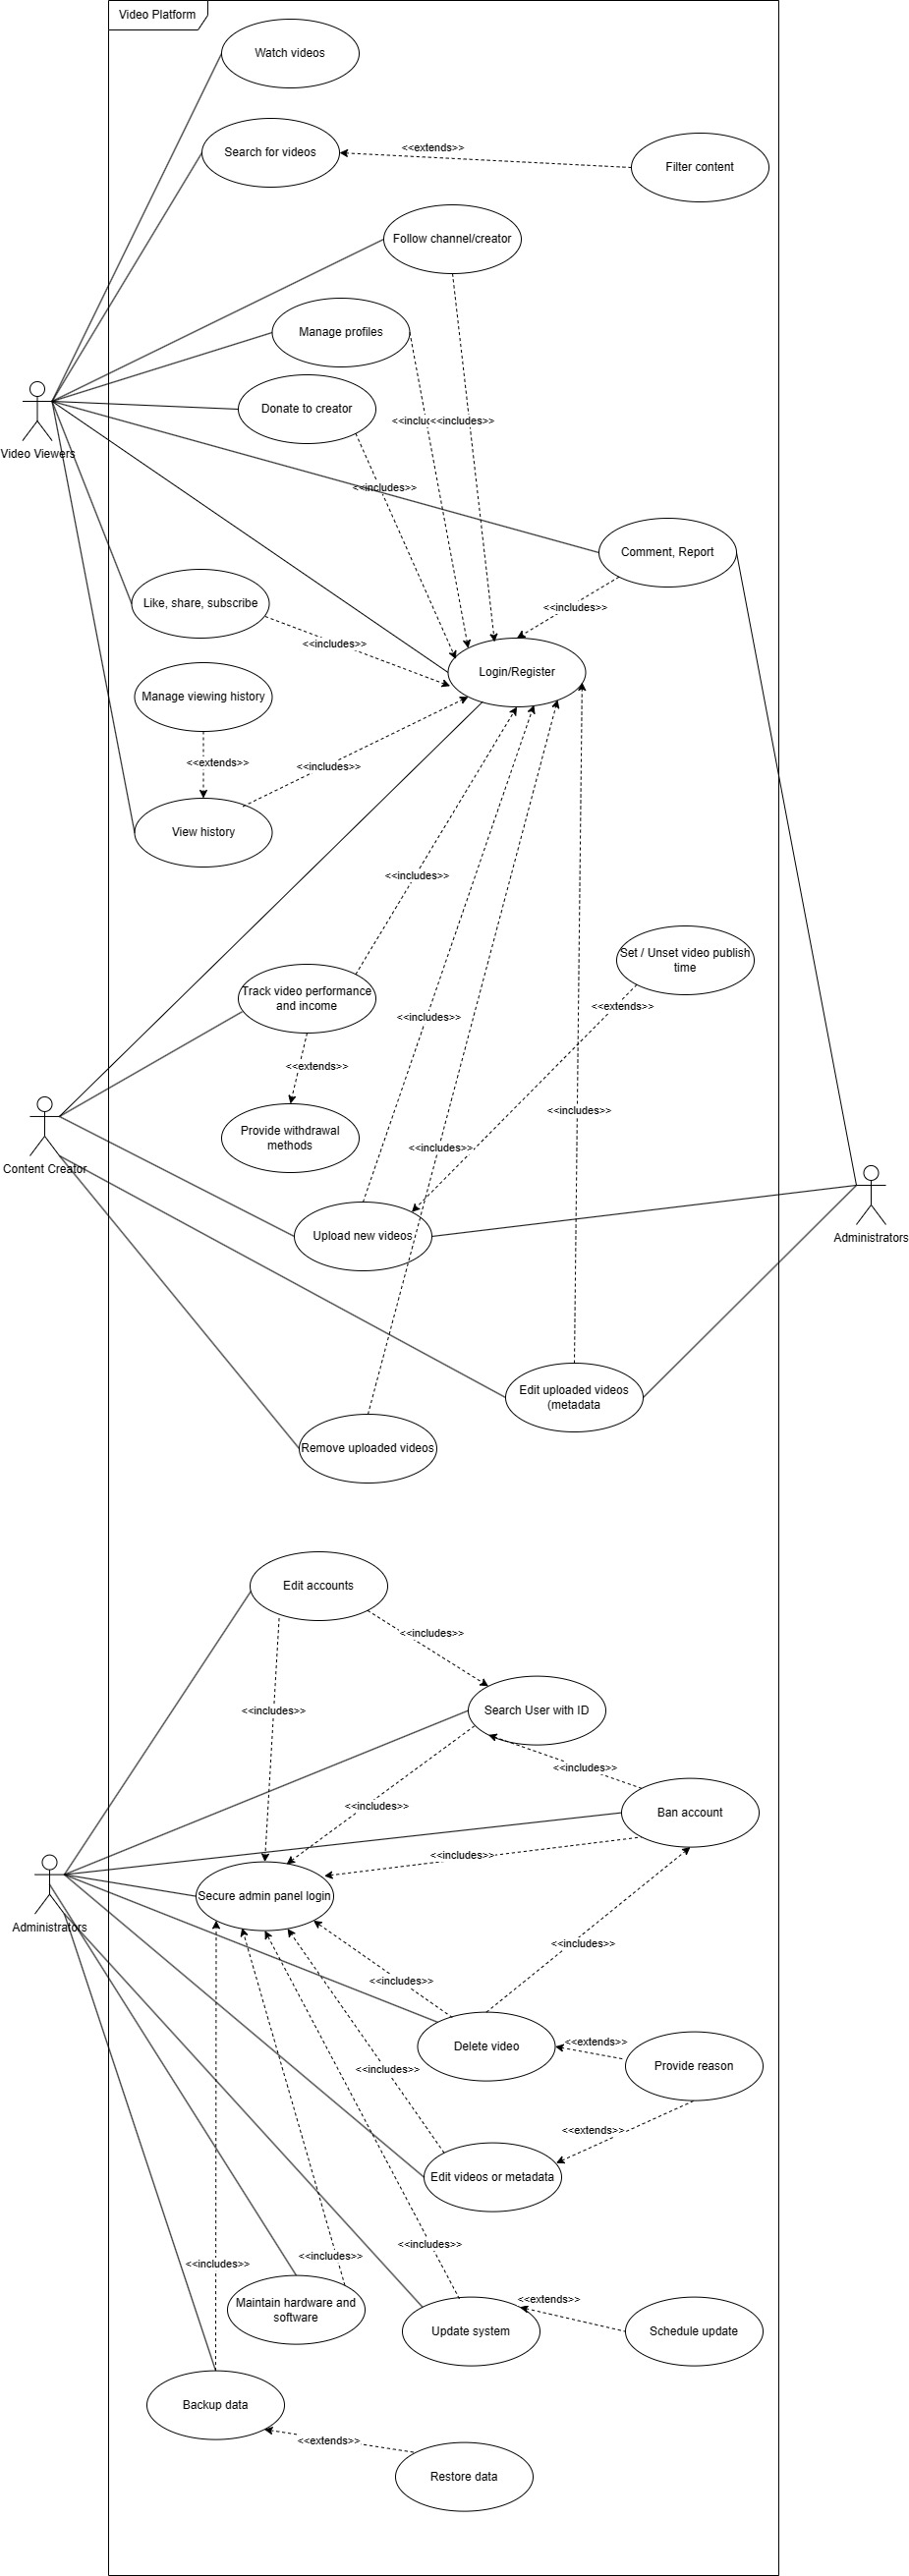 Video Platform
Watch videos
Search for videos
<<extends>>
Filter content
Follow channel/creator
Manage profiles
Donate to creator
<<inclu
<<includes>>
Video Viewers
<<includes>>
Comment, Report
Like, share, subscribe
<<includes>>
<<includes>>
Login/Register
Manage viewing history
<<extends>>
<<includes>>
View history
<<includes>>
Set / Unset video publish
time
Track video performance
and income
<<extends>>
<<includes>>
<<extends>>
<<includes>>
Provide withdrawal
methods
<<includes>>
Content Creator
Upload new videos
Administrators
Edit uploaded videos
(metadata
Remove uploaded videos
Edit accounts
<<includes>>
<<includes>>
Search User with ID
<<includes>>
<<includes>>
Ban account
<<includes>>
Secure admin panel login
Administrators
<<includes>>
<<includes>>
Delete video
<<extends>>
Provide reason
<<includes>>
<<extends>>
Edit videos or metadata
<<includes>>
<<includes>>
<<includes>>
Maintain hardware and
software
<<extends>>
Update system
Schedule update
Backup data
<<extends>>
Restore data